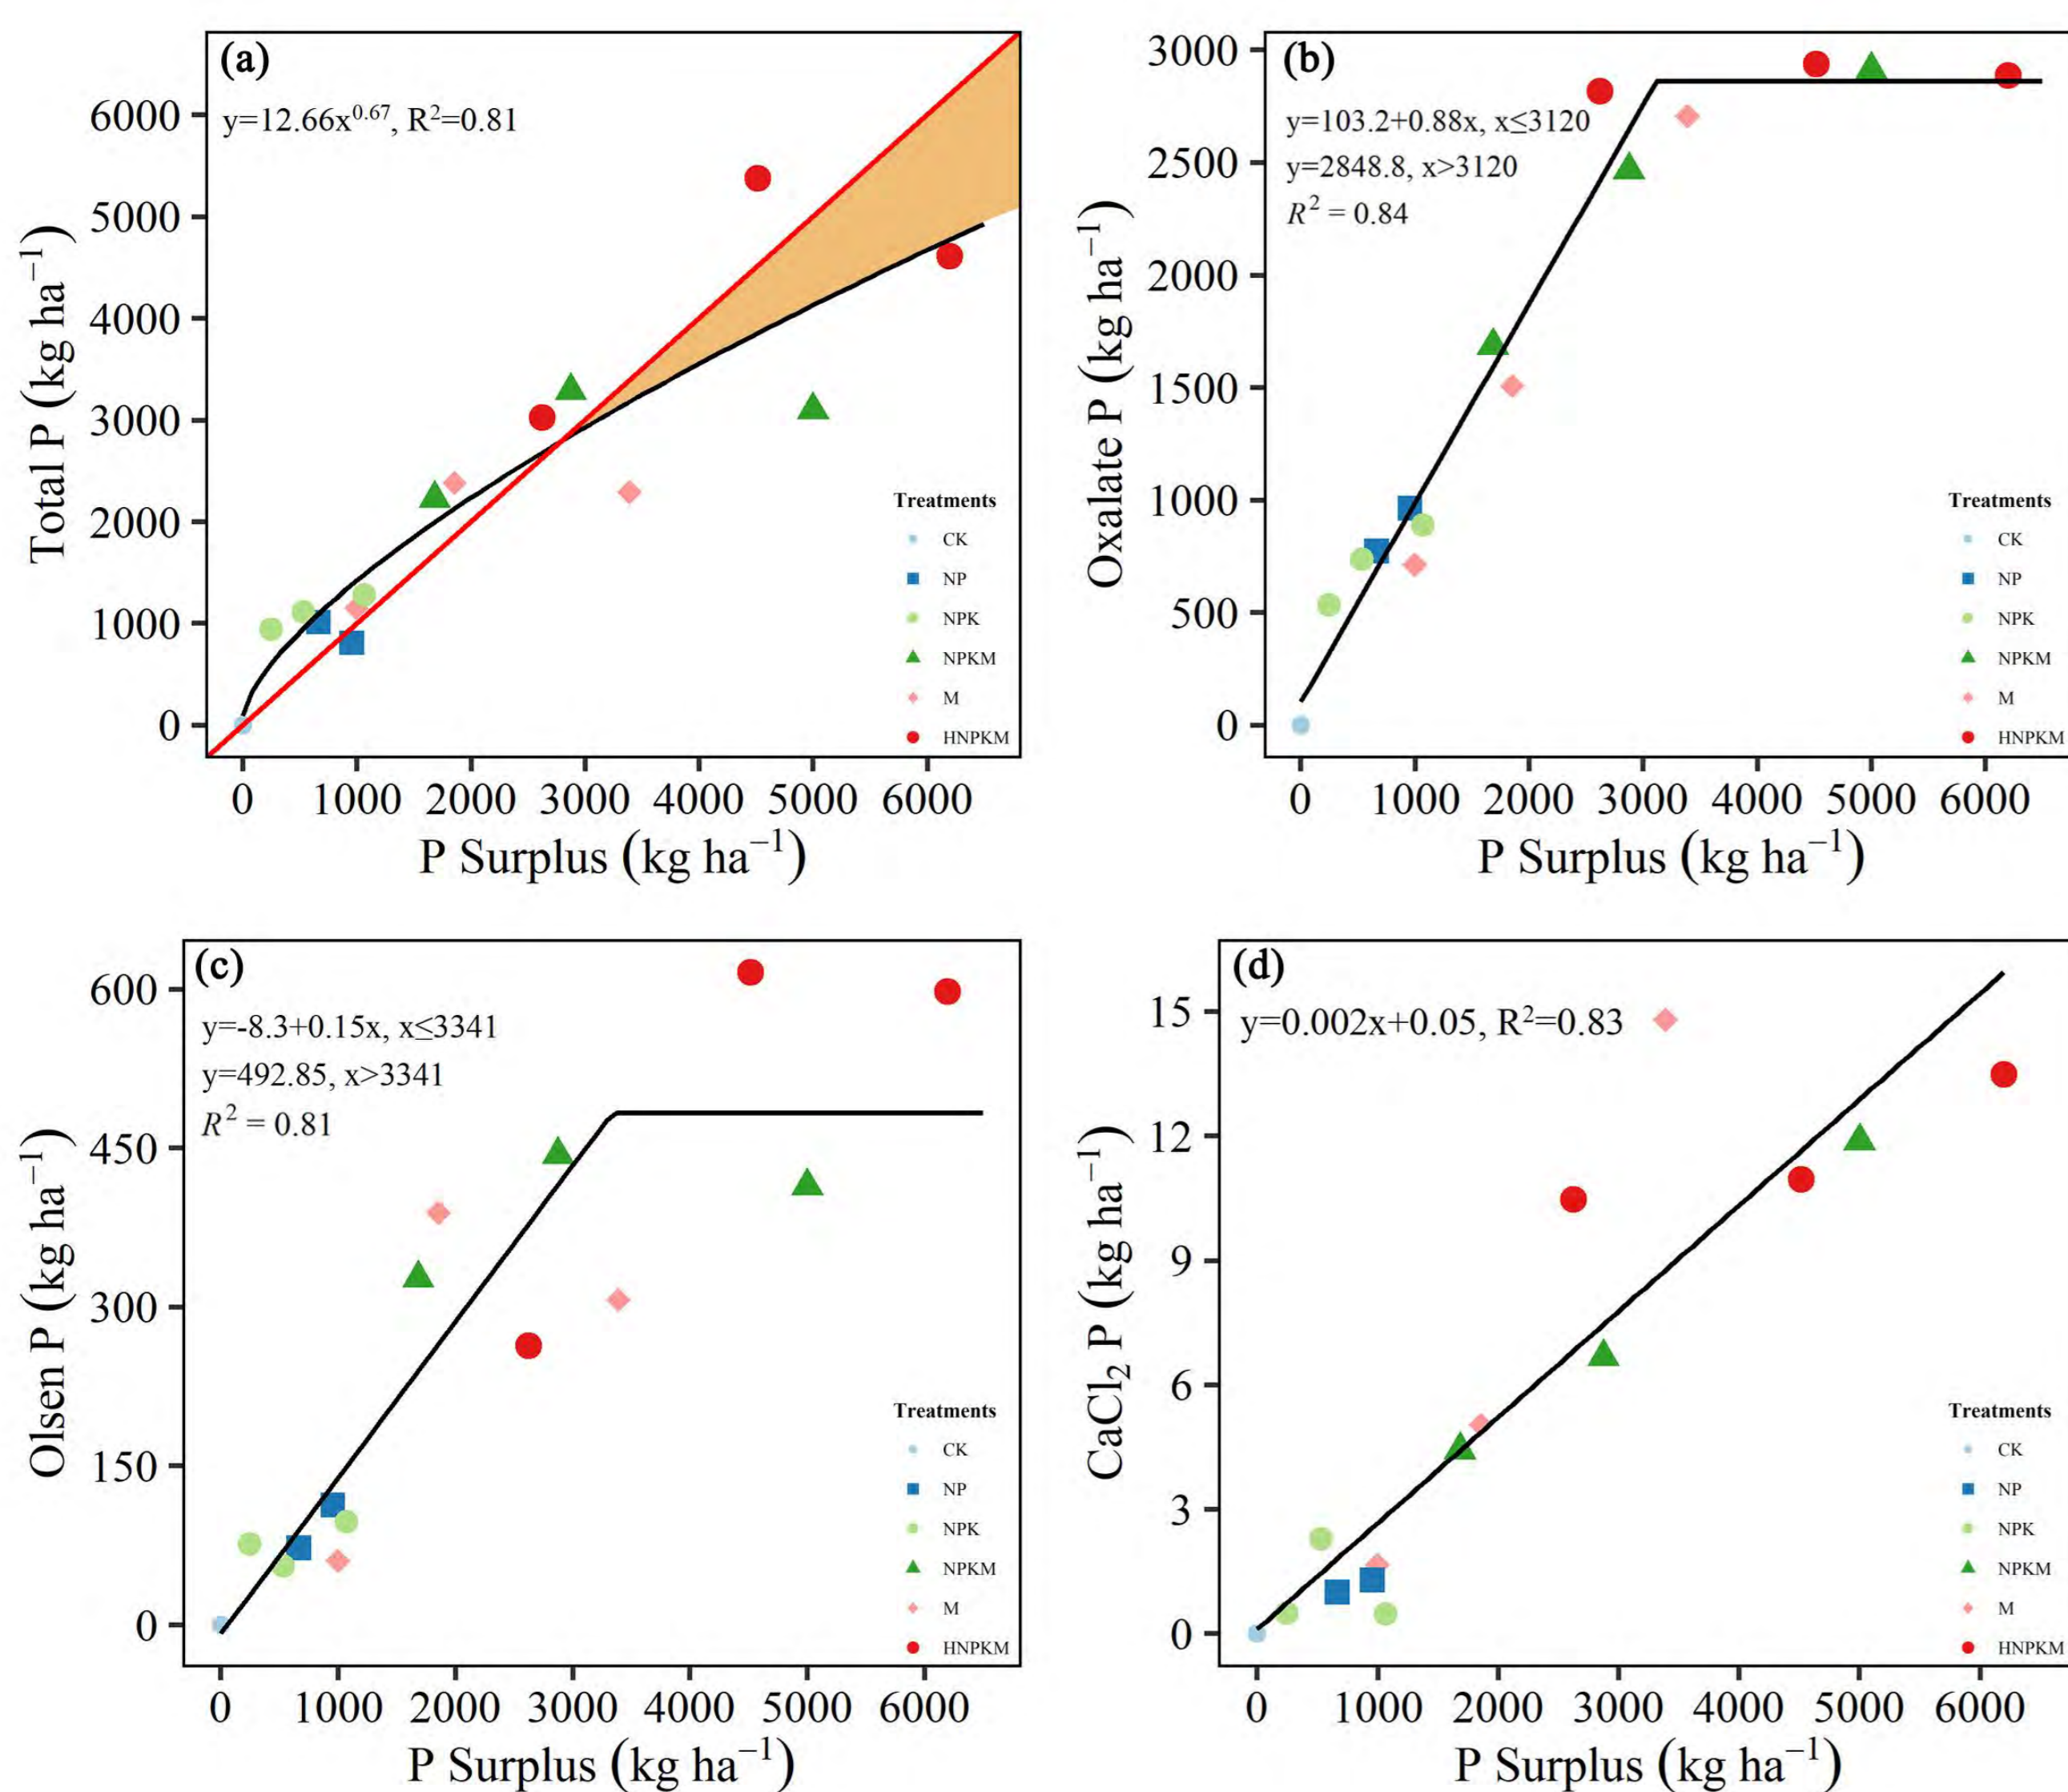 (a)
y=12.66x^0.67, R²=0.81
Total P (kg ha⁻¹)
6000
5000
4000
3000
2000
1000
0
Treatments
CK
NP
NPK
NPKM
M
HNPKM
0 1000 2000 3000 4000 5000 6000
P Surplus (kg ha⁻¹)
(b)
y=103.2+0.88x, x≤3120
y=2848.8, x>3120
R² = 0.84
Oxalate P (kg ha⁻¹)
3000
2500
2000
1500
1000
500
0
Treatments
CK
NP
NPK
NPKM
M
HNPKM
0 1000 2000 3000 4000 5000 6000
P Surplus (kg ha⁻¹)
(c)
y=-8.3+0.15x, x≤3341
y=492.85, x>3341
R² = 0.81
Olsen P (kg ha⁻¹)
600
450
300
150
0
Treatments
CK
NP
NPK
NPKM
M
HNPKM
0 1000 2000 3000 4000 5000 6000
P Surplus (kg ha⁻¹)
(d)
y=0.002x+0.05, R²=0.83
CaCl₂ P (kg ha⁻¹)
15
12
9
6
3
0
Treatments
CK
NP
NPK
NPKM
M
HNPKM
0 1000 2000 3000 4000 5000 6000
P Surplus (kg ha⁻¹)